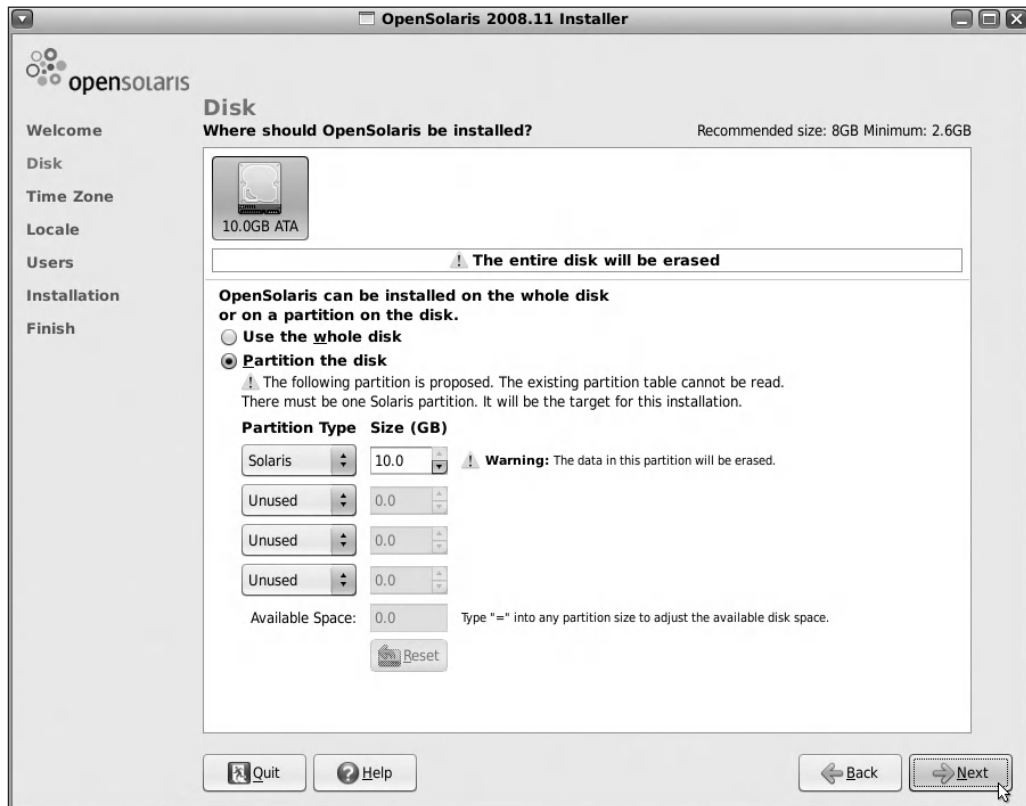 OpenSolaris 2008.11 Installer
opensolaris
Welcome
Disk
Time Zone
Locale
Users
Installation
Finish
Disk
Where should OpenSolaris be installed?
Recommended size: 8GB Minimum: 2.6GB
10.0GB ATA
The entire disk will be erased
OpenSolaris can be installed on the whole disk
or on a partition on the disk.
Use the whole disk
Partition the disk
The following partition is proposed. The existing partition table cannot be read.
There must be one Solaris partition. It will be the target for this installation.
Partition Type Size (GB)
Solaris 10.0 Warning: The data in this partition will be erased.
Unused 0.0
Unused 0.0
Unused 0.0
Available Space: 0.0 Type "=" into any partition size to adjust the available disk space.
Reset
Quit Help Back Next